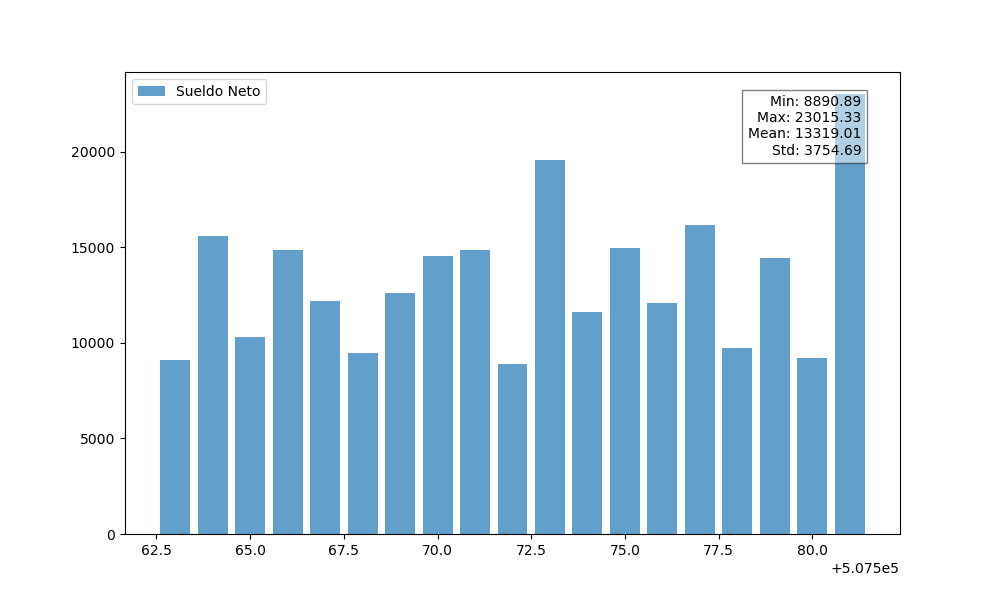 Sueldo Neto
Min: 8890.89
Max: 23015.33
Mean: 13319.01
Std: 3754.69
20000
15000
10000
5000
0
62.5 65.0 67.5 70.0 72.5 75.0 77.5 80.0
+5.075e5